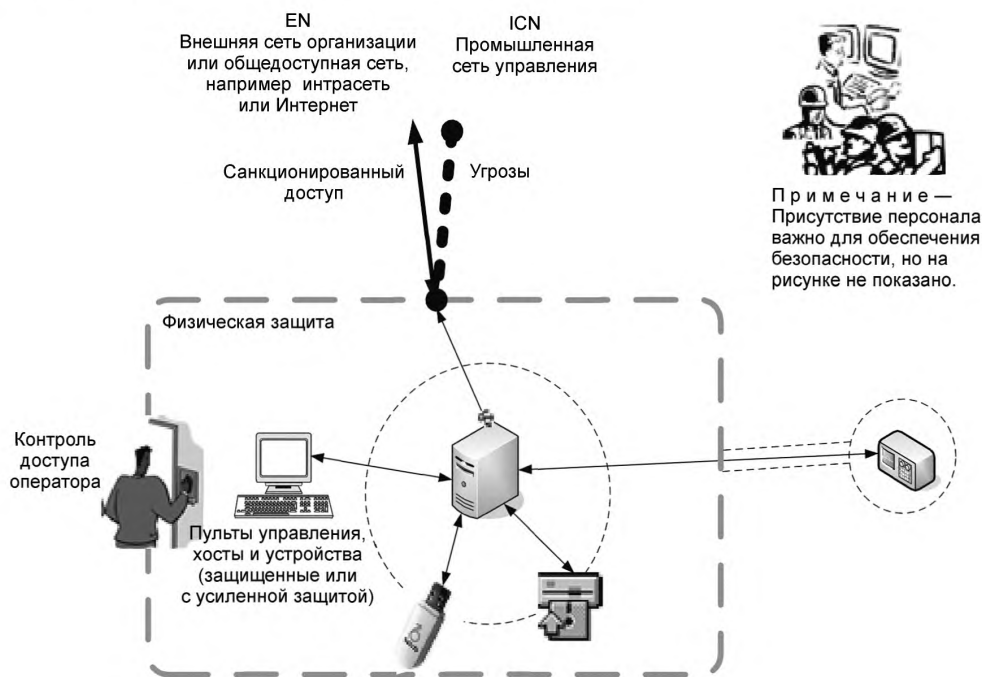 EN
Внешняя сеть организации
или общедоступная сеть,
например интрасеть
или Интернет
ICN
Промышленная
сеть управления
Санкционированный
доступ
Угрозы
П р и м е ч а н и е —
Присутствие персонала
важно для обеспечения
безопасности, но на
рисунке не показано.
Физическая защита
Контроль
доступа
оператора
Пульты управления,
хосты и устройства
(защищенные или
с усиленной защитой)